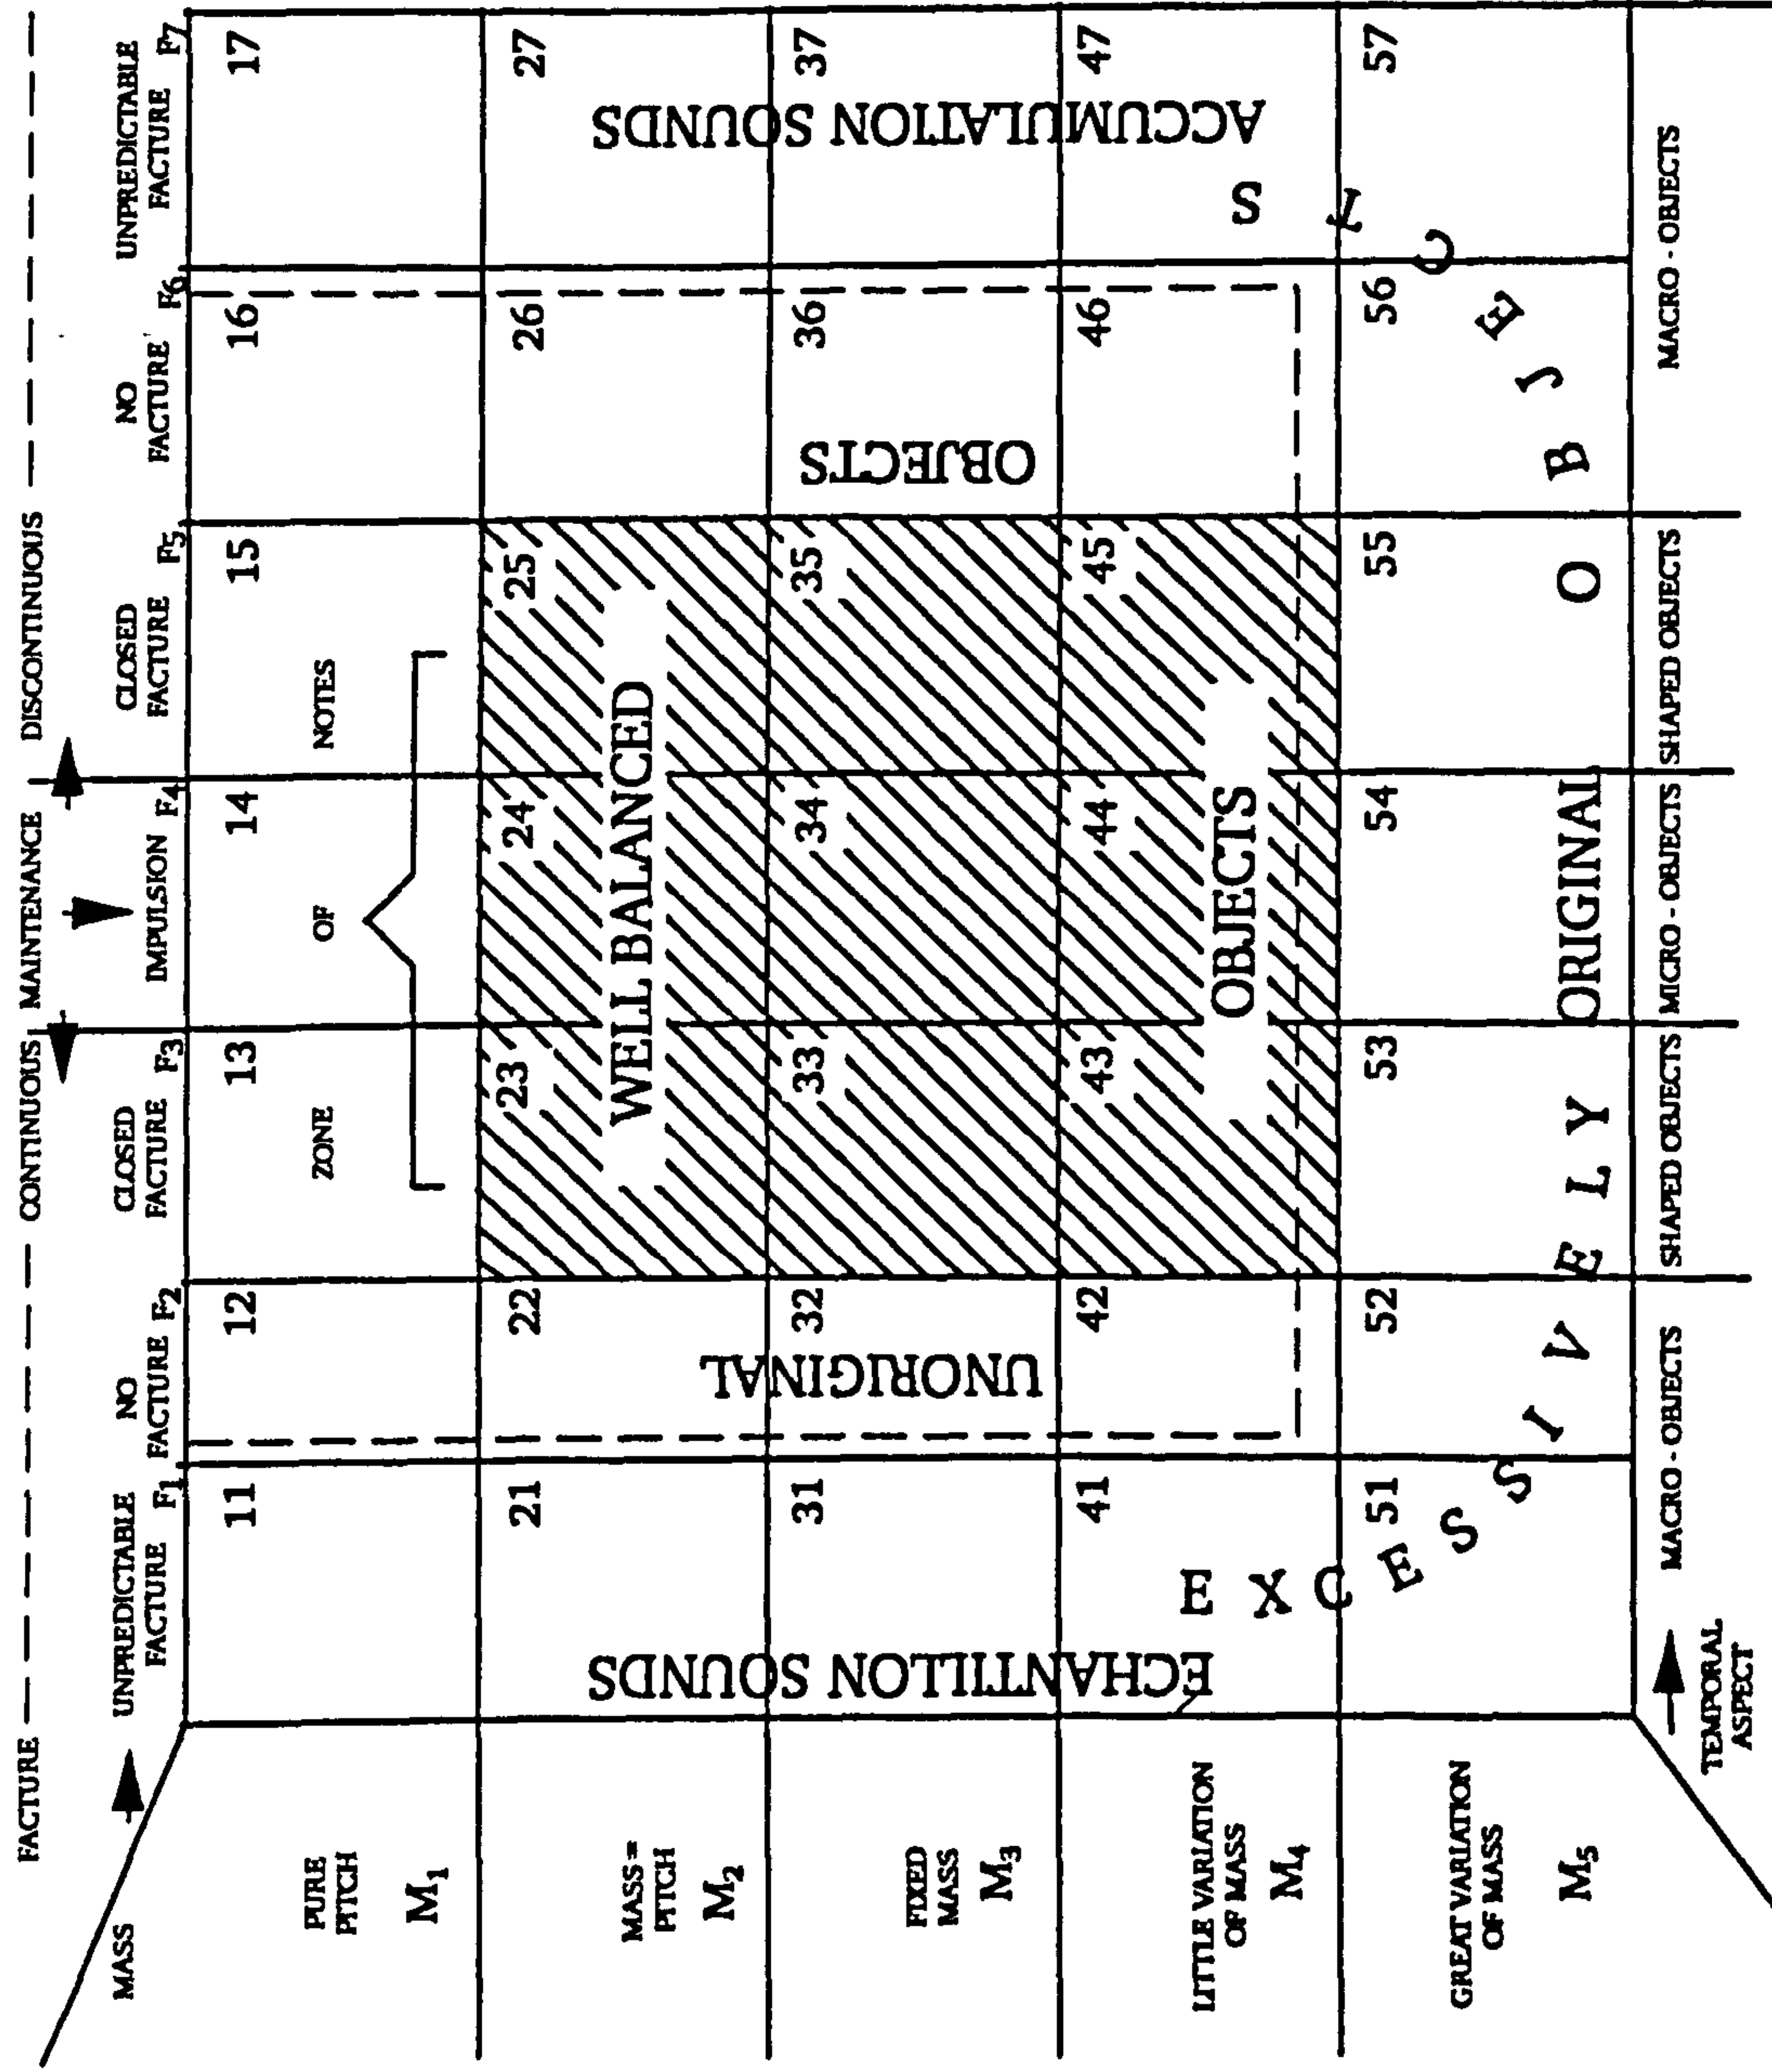 FACTURE — CONTINUOUS MAINTENANCE DISCONTINUOUS
MASS
UNPREDICTABLE FACTURE F1
NO FACTURE F2
CLOSED FACTURE F3
IMPULSION F4
CLOSED FACTURE F5
NO FACTURE F6
UNPREDICTABLE FACTURE F7
PURE PITCH M1
11 12 13 14 15 16 17
ZONE OF NOTES
MASS= PITCH M2
21 22 23 24 25 26 27
WELL BALANCED
FIXED MASS M3
31 32 33 34 35 36 37
LITTLE VARIATION OF MASS M4
41 42 43 44 45 46 47
OBJECTS
GREAT VARIATION OF MASS M5
51 52 53 54 55 56 57
ECHANTILLON SOUNDS
UNORIGINAL
OBJECTS
ACCUMULATION SOUNDS
EXCESSIVELY ORIGINAL OBJECTS
TEMPORAL ASPECT
MACRO - OBJECTS
SHAPED OBJECTS
MICRO - OBJECTS
SHAPED OBJECTS
MACRO - OBJECTS